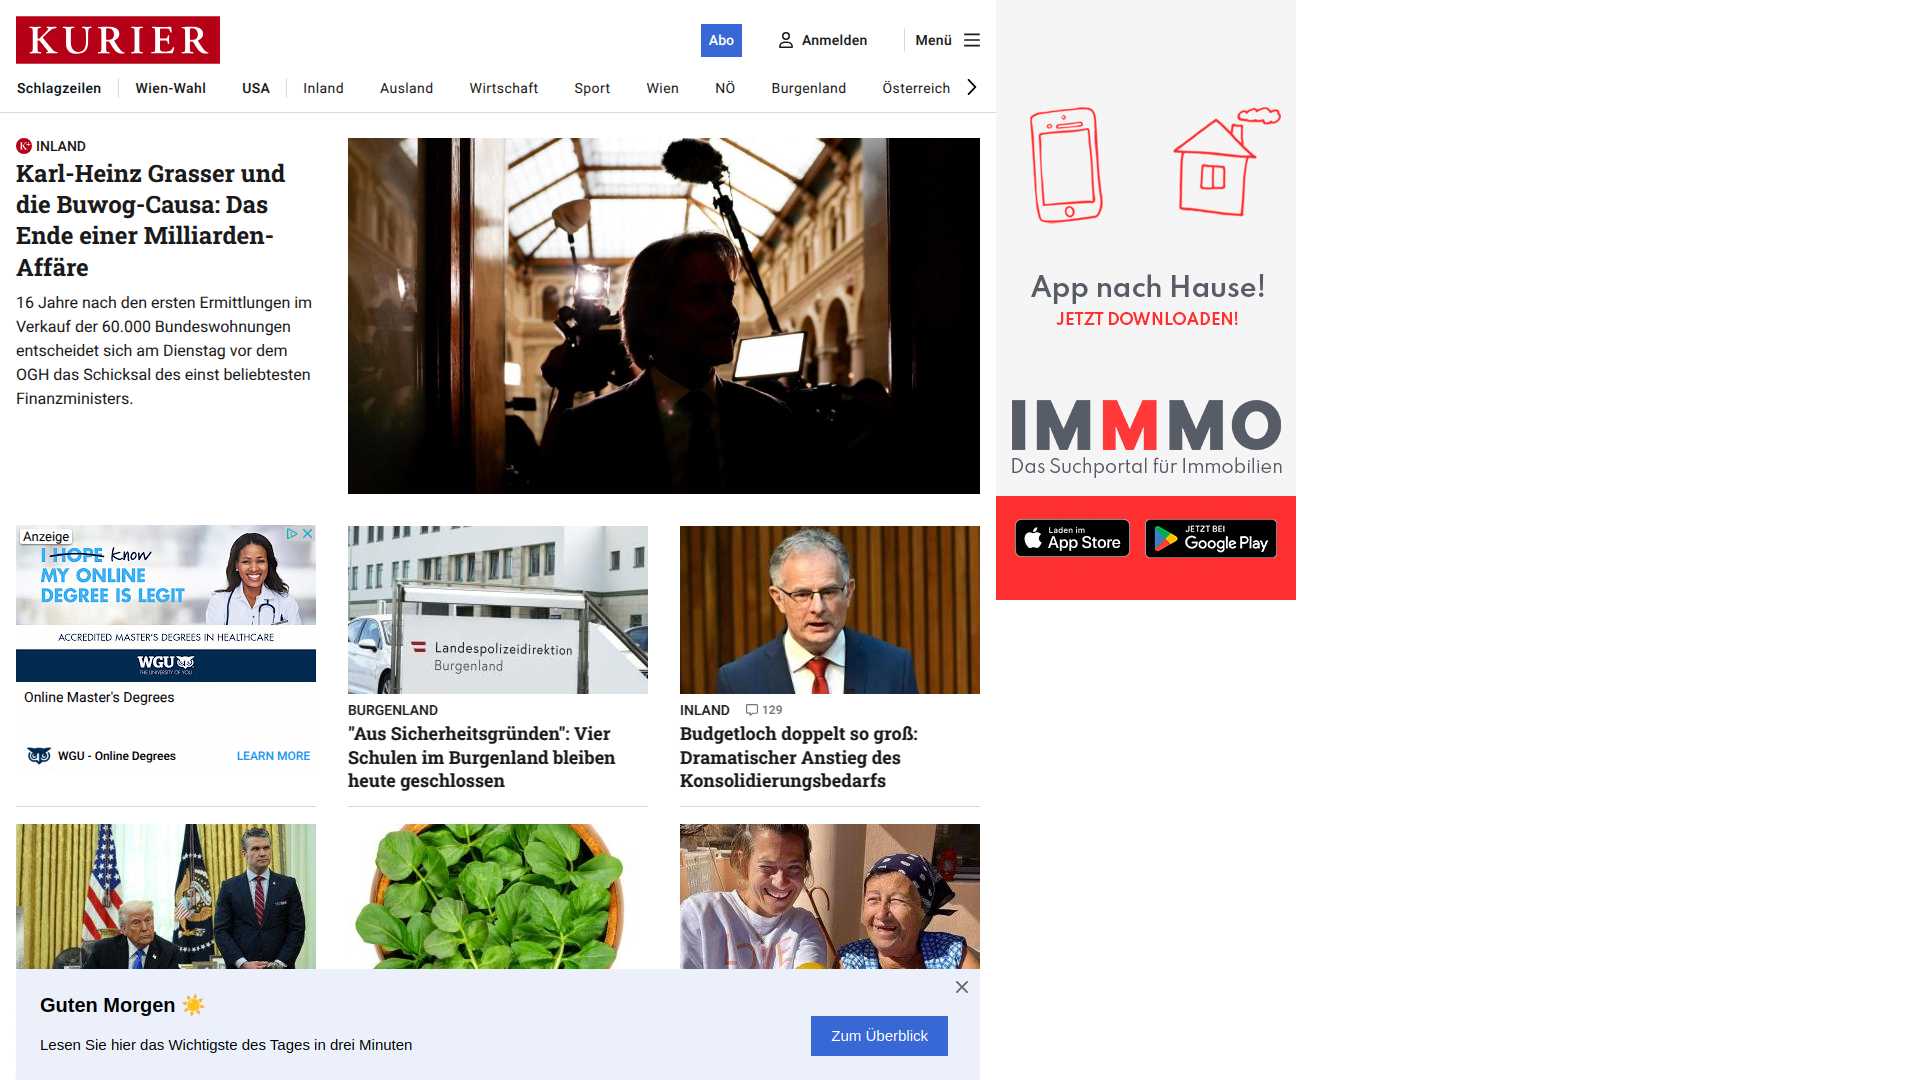 KURIER
Abo
Anmelden
Menü
Schlagzeilen
Wien-Wahl
USA
Inland
Ausland
Wirtschaft
Sport
Wien
NÖ
Burgenland
Österreich
K+ INLAND
Karl-Heinz Grasser und
die Buwog-Causa: Das
Ende einer Milliarden-
Affäre
16 Jahre nach den ersten Ermittlungen im
Verkauf der 60.000 Bundeswohnungen
entscheidet sich am Dienstag vor dem
OGH das Schicksal des einst beliebtesten
Finanzministers.
App nach Hause!
JETZT DOWNLOADEN!
IMMMO
Das Suchportal für Immobilien
Laden im
App Store
JETZT BEI
Google Play
Anzeige
I HOPE know
MY ONLINE
DEGREE IS LEGIT
ACCREDITED MASTER'S DEGREES IN HEALTHCARE
WGU
THE UNIVERSITY OF YOU
Online Master's Degrees
WGU - Online Degrees
LEARN MORE
Landespolizeidirektion
Burgenland
BURGENLAND
"Aus Sicherheitsgründen": Vier
Schulen im Burgenland bleiben
heute geschlossen
INLAND
129
Budgetloch doppelt so groß:
Dramatischer Anstieg des
Konsolidierungsbedarfs
LOVE
Guten Morgen ☀️
Lesen Sie hier das Wichtigste des Tages in drei Minuten
Zum Überblick